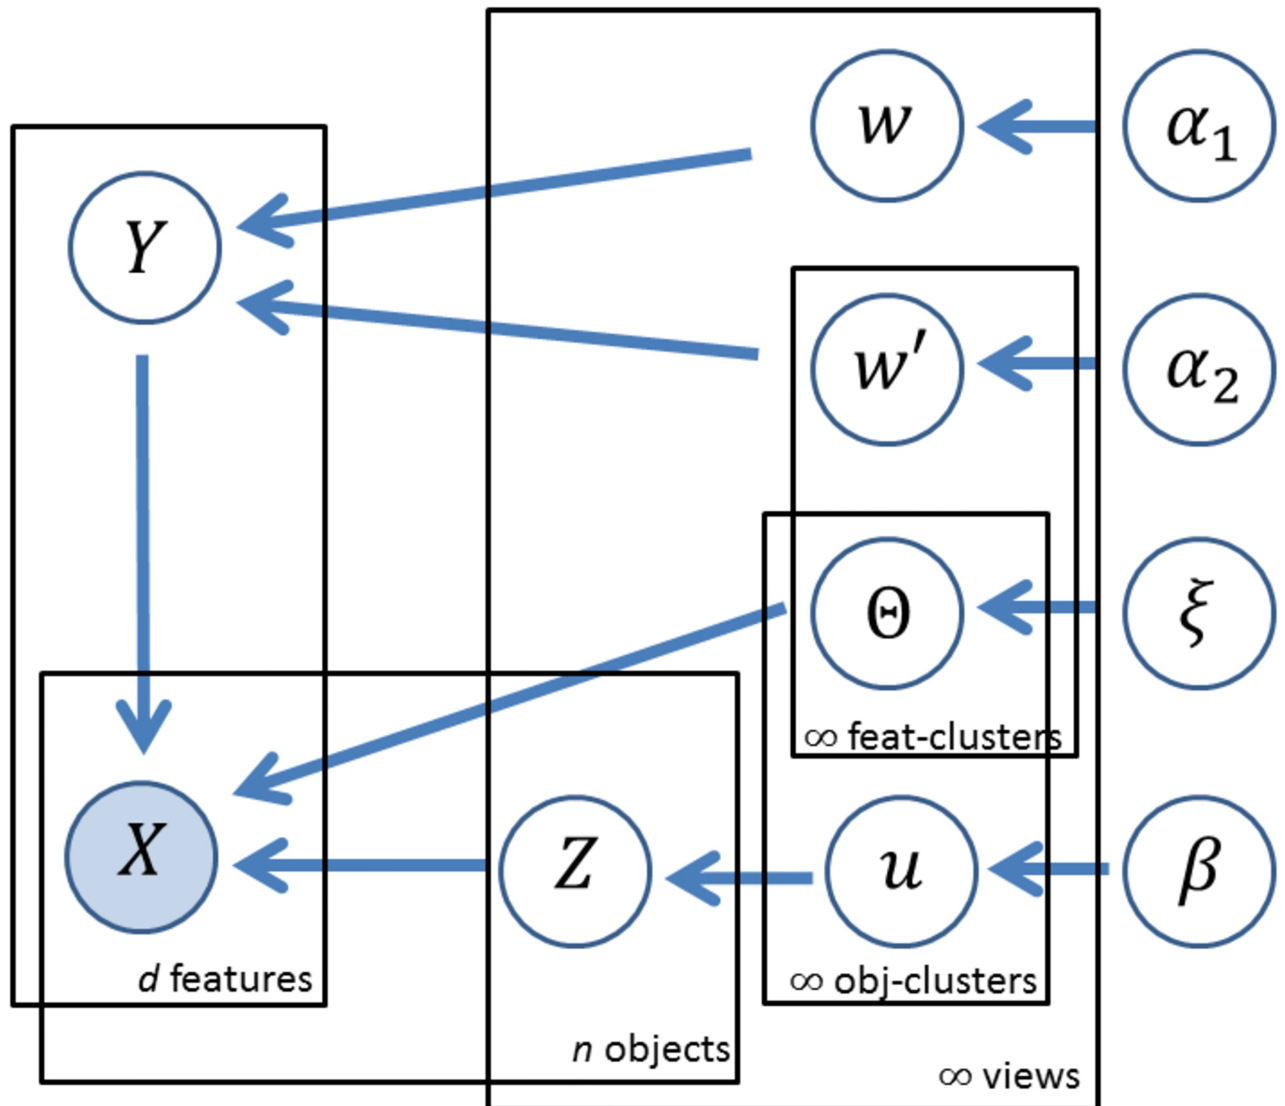 w
α₁
Y
w′
α₂
Θ
ξ
∞ feat-clusters
X
Z
u
β
d features
∞ obj-clusters
n objects
∞ views